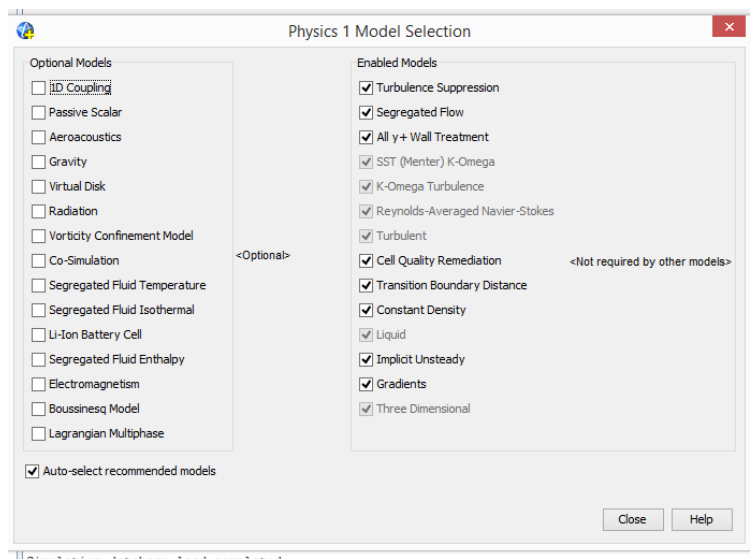 Physics 1 Model Selection
Optional Models
1D Coupling
Passive Scalar
Aeroacoustics
Gravity
Virtual Disk
Radiation
Vorticity Confinement Model
Co-Simulation
Segregated Fluid Temperature
Segregated Fluid Isothermal
Li-Ion Battery Cell
Segregated Fluid Enthalpy
Electromagnetism
Boussinesq Model
Lagrangian Multiphase
<Optional>
Enabled Models
Turbulence Suppression
Segregated Flow
All y+ Wall Treatment
SST (Menter) K-Omega
K-Omega Turbulence
Reynolds-Averaged Navier-Stokes
Turbulent
Cell Quality Remediation
Transition Boundary Distance
Constant Density
Liquid
Implicit Unsteady
Gradients
Three Dimensional
<Not required by other models>
Auto-select recommended models
Close
Help